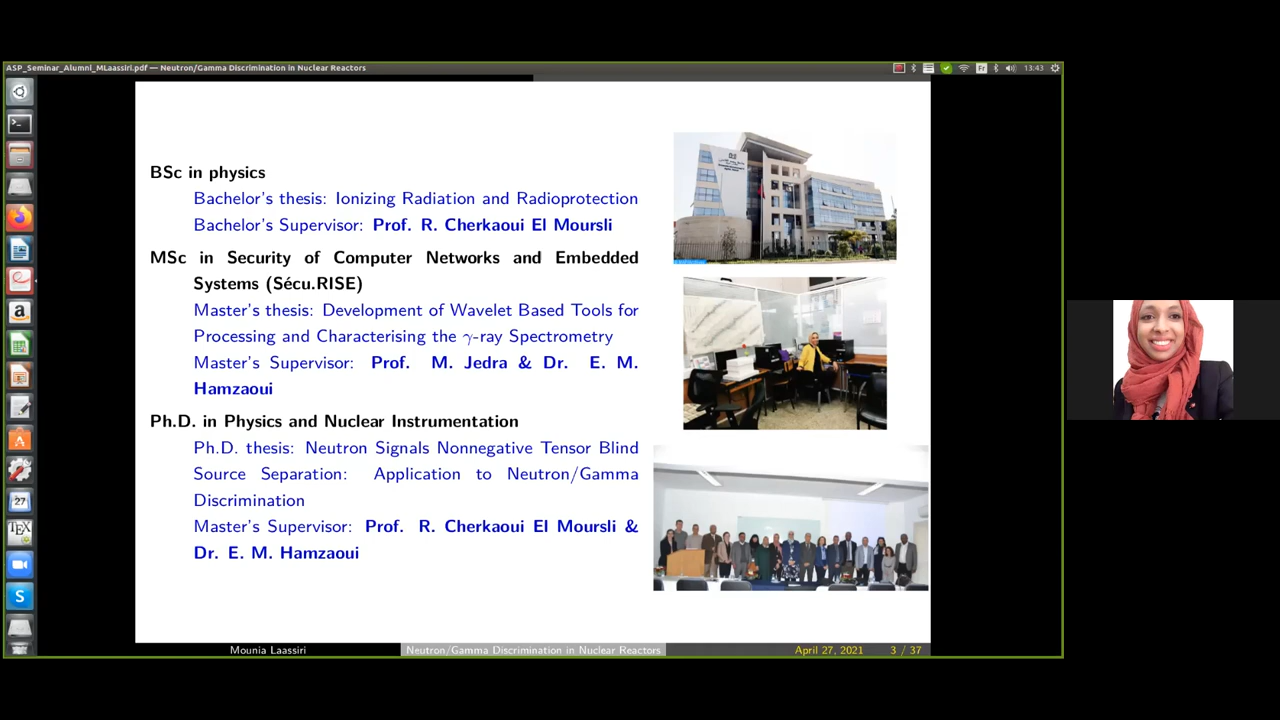 ASP_Seminar_Alumni_MLaassiri.pdf — Neutron/Gamma Discrimination in Nuclear Reactors
Fr
13:43
BSc in physics
Bachelor's thesis: Ionizing Radiation and Radioprotection
Bachelor's Supervisor: Prof. R. Cherkaoui El Moursli
MSc in Security of Computer Networks and Embedded
Systems (Sécu.RISE)
Master's thesis: Development of Wavelet Based Tools for
Processing and Characterising the γ-ray Spectrometry
Master's Supervisor: Prof. M. Jedra & Dr. E. M.
Hamzaoui
Ph.D. in Physics and Nuclear Instrumentation
Ph.D. thesis: Neutron Signals Nonnegative Tensor Blind
Source Separation: Application to Neutron/Gamma
Discrimination
Master's Supervisor: Prof. R. Cherkaoui El Moursli &
Dr. E. M. Hamzaoui
27
TEX
S
Mounia Laassiri
Neutron/Gamma Discrimination in Nuclear Reactors
April 27, 2021
3 / 37